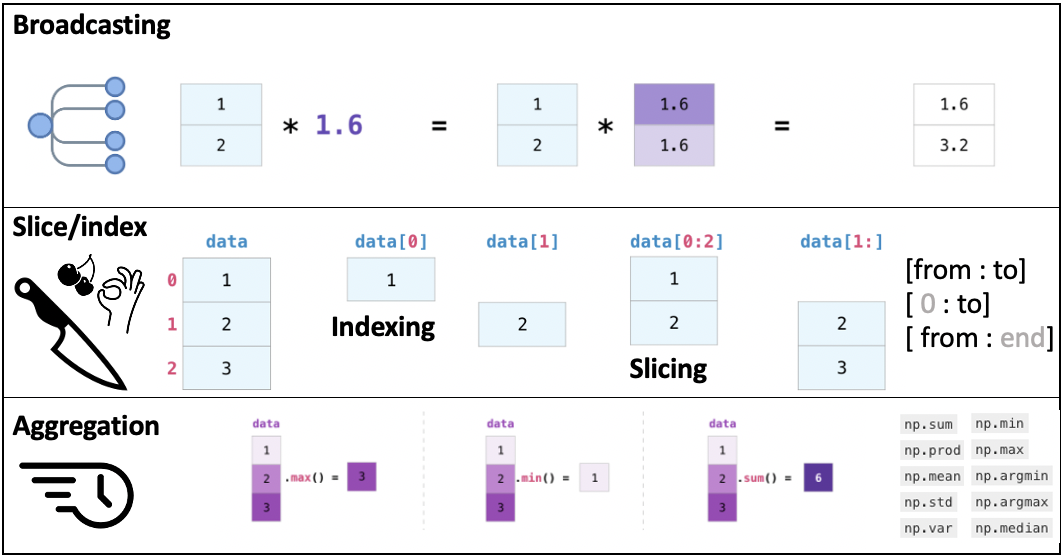 Broadcasting
1
2
* 1.6
=
1
2
*
1.6
1.6
=
1.6
3.2
Slice/index
data
0
1
1
2
2
3
data[0]
1
Indexing
data[1]
2
data[0:2]
1
2
Slicing
data[1:]
2
3
[from : to]
[ 0 : to]
[ from : end]
Aggregation
data
1
2
3
.max() = 3
data
1
2
3
.min() = 1
data
1
2
3
.sum() = 6
np.sum np.min
np.prod np.max
np.mean np.argmin
np.std np.argmax
np.var np.median